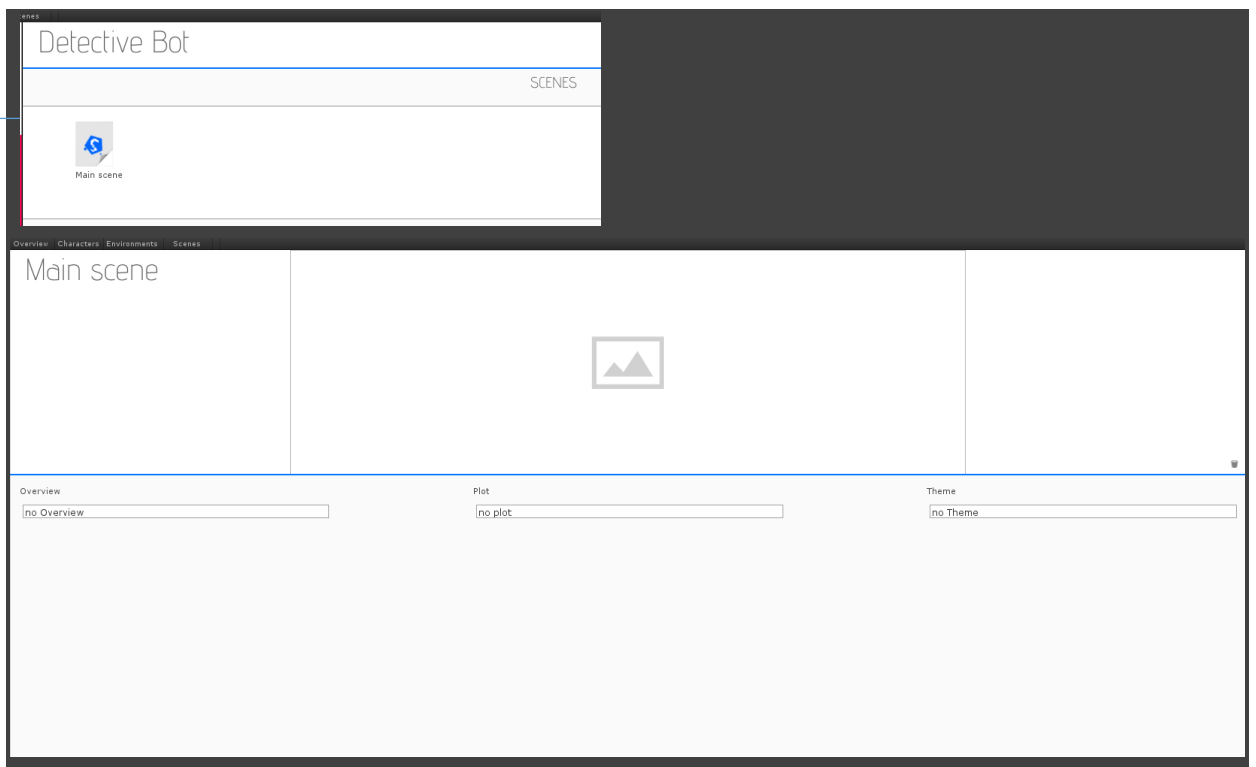 enes
Detective Bot
SCENES
Main scene
Overview Characters Environments Scenes
Main scene
Overview Plot Theme
no Overview no plot no Theme